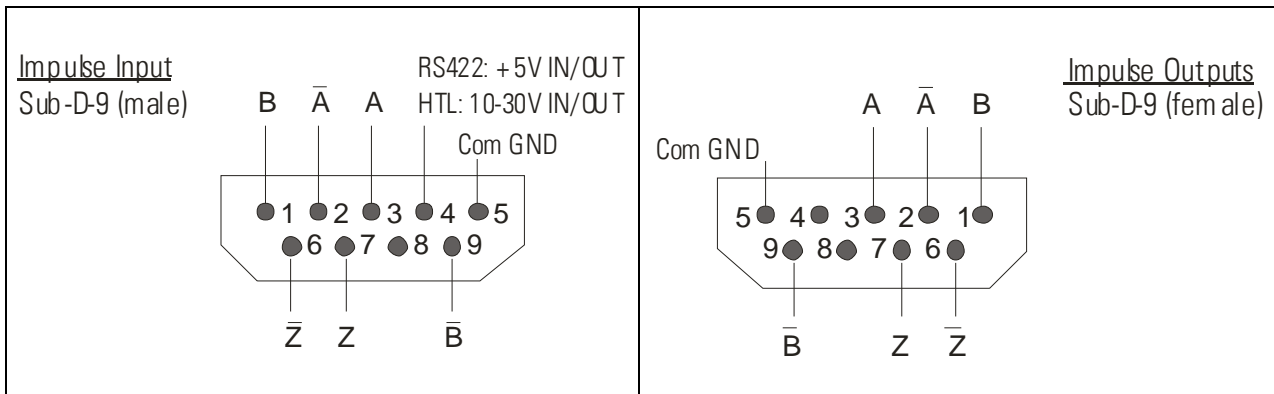 Impulse Input
Sub-D-9 (male)
RS422: +5V IN/OUT
HTL: 10-30V IN/OUT
B A̅ A
Com GND
1 2 3 4 5
6 7 8 9
Z̅ Z B̅
Impulse Outputs
Sub-D-9 (female)
A A̅ B
Com GND
5 4 3 2 1
9 8 7 6
B̅ Z Z̅